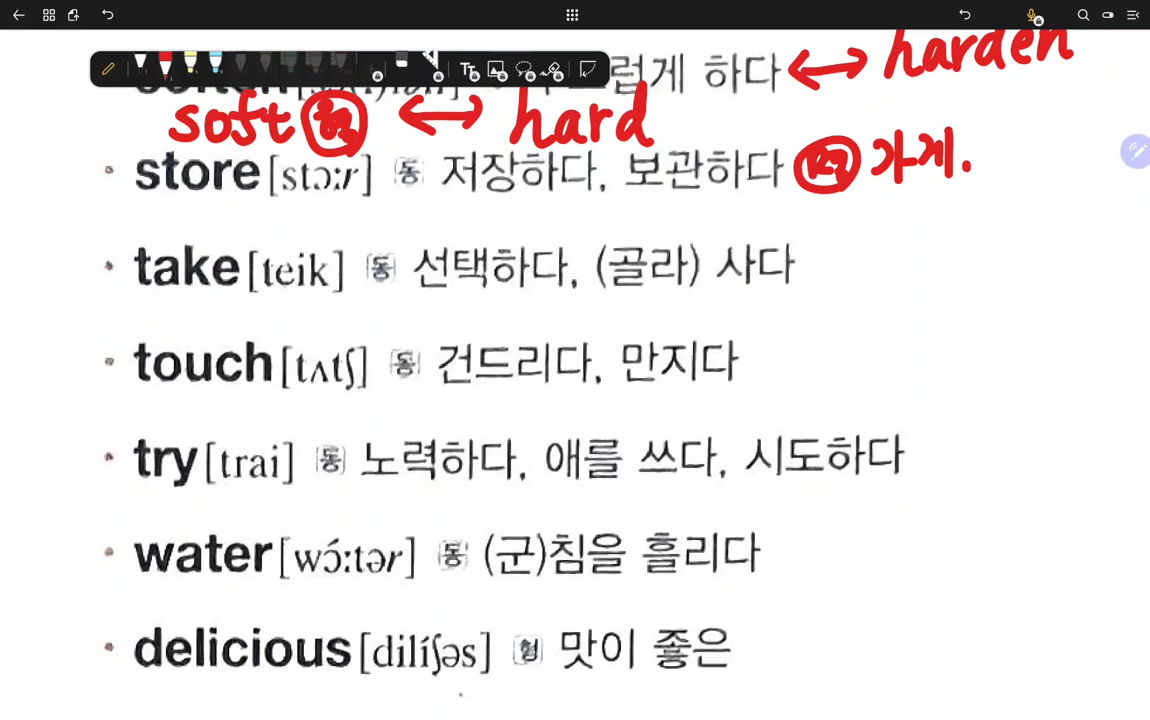 럽게 하다 ↔ harden
soft 형 ↔ hard
• store[stɔːr] 동 저장하다, 보관하다 명 가게.
• take[teik] 동 선택하다, (골라) 사다
• touch[tʌtʃ] 동 건드리다, 만지다
• try[trai] 동 노력하다, 애를 쓰다, 시도하다
• water[wɔ́ːtər] 동 (군)침을 흘리다
• delicious[dilíʃəs] 형 맛이 좋은